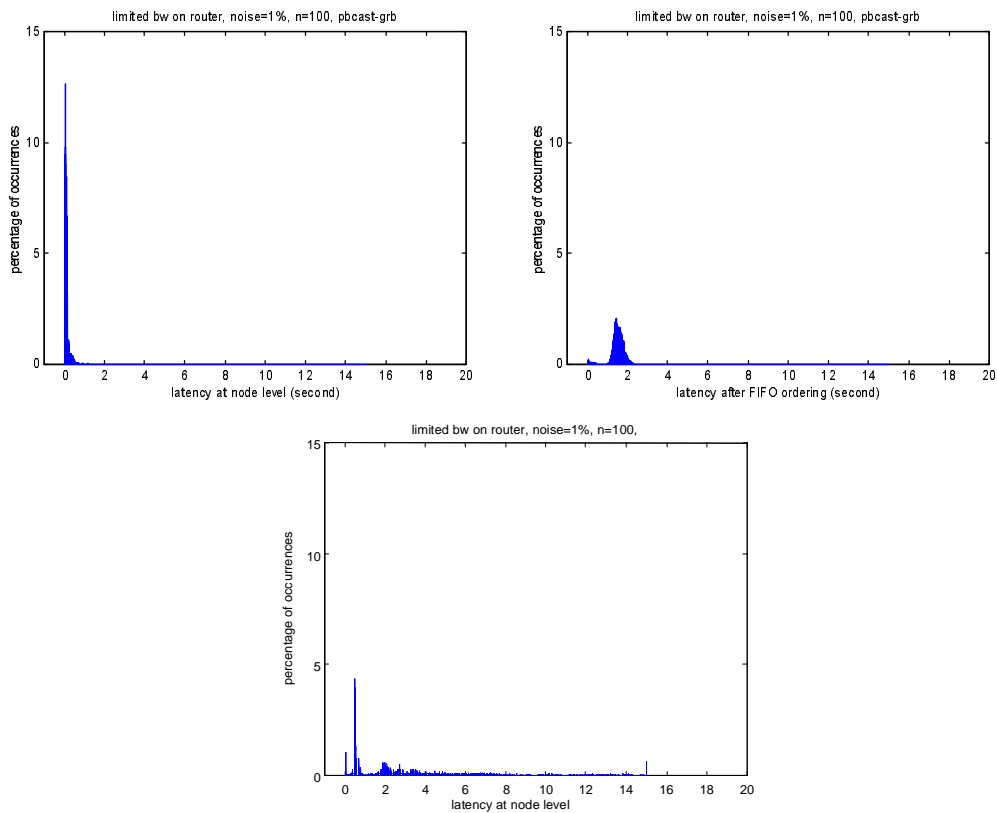 limited bw on router, noise=1%, n=100, pbcast-grb
15
10
5
0
percentage of occurrences
0 2 4 6 8 10 12 14 16 18 20
latency at node level (second)
limited bw on router, noise=1%, n=100, pbcast-grb
15
10
5
0
percentage of occurrences
0 2 4 6 8 10 12 14 16 18 20
latency after FIFO ordering (second)
limited bw on router, noise=1%, n=100,
15
10
5
0
percentage of occurrences
0 2 4 6 8 10 12 14 16 18 20
latency at node level